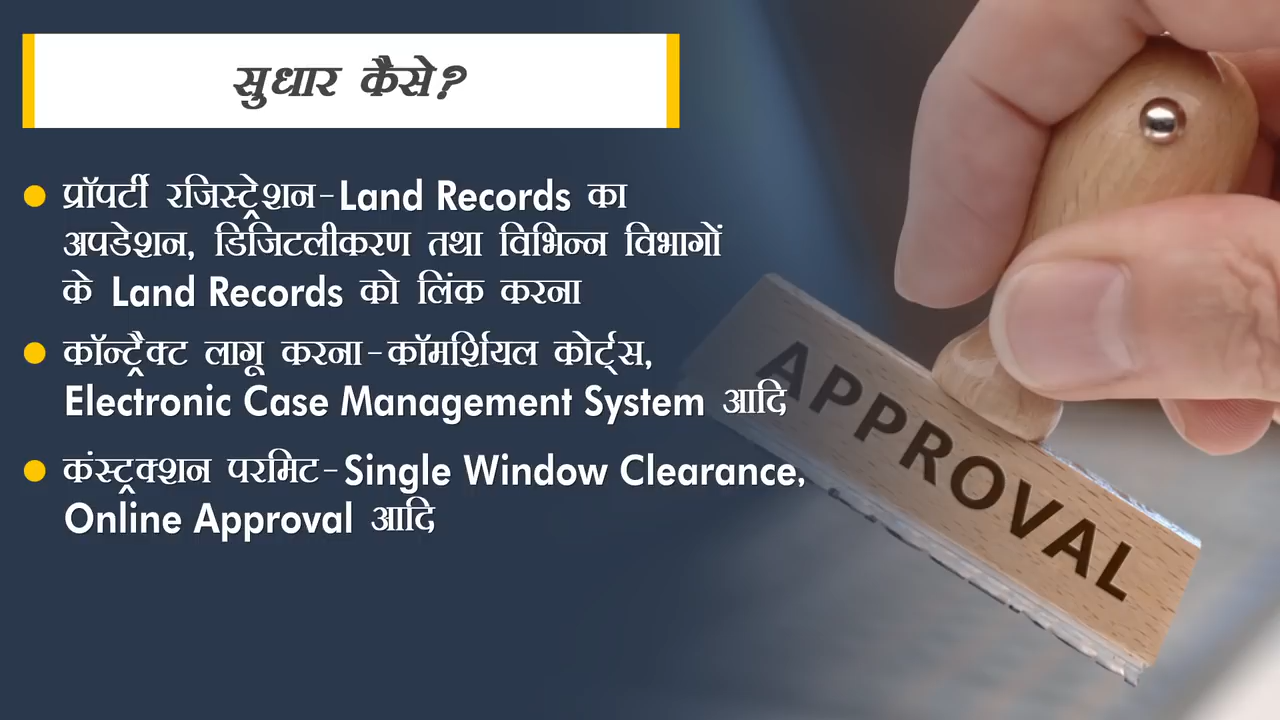 सुधार कैसे?
प्रॉपर्टी रजिस्ट्रेशन-Land Records का
अपडेशन, डिजिटलीकरण तथा विभिन्न विभागों
के Land Records को लिंक करना
कॉन्ट्रैक्ट लागू करना-कॉमर्शियल कोर्ट्स,
Electronic Case Management System आदि
कंस्ट्रक्शन परमिट-Single Window Clearance,
Online Approval आदि
APPROVAL